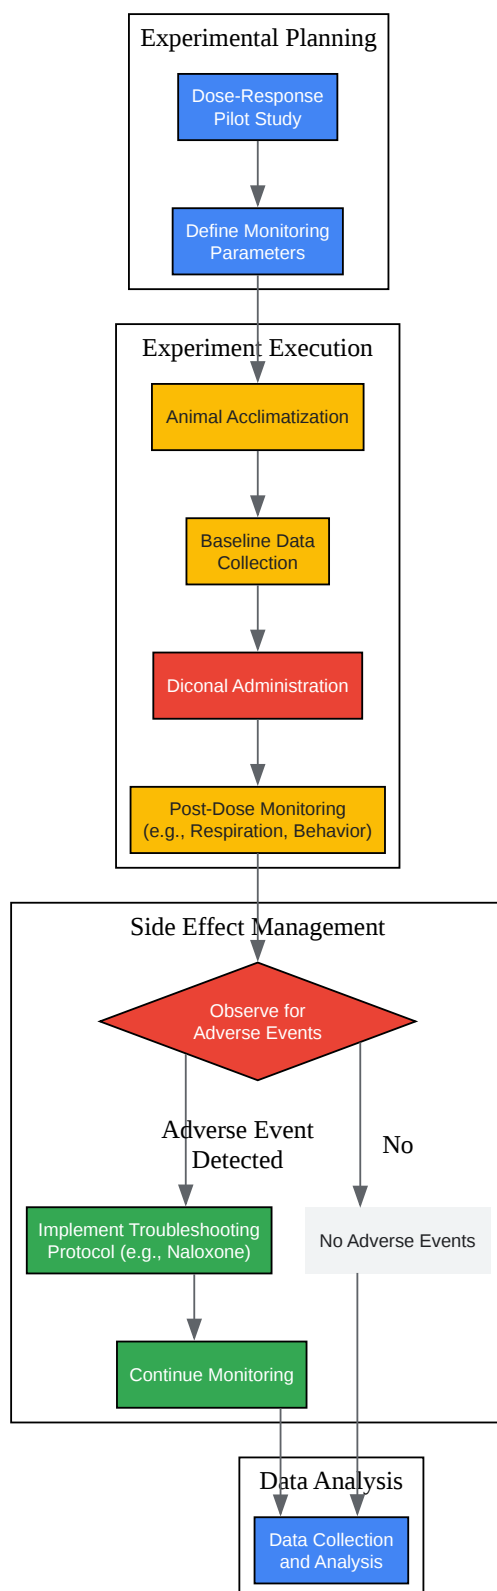 Experimental Planning
Dose-Response
Pilot Study
Define Monitoring
Parameters
Experiment Execution
Animal Acclimatization
Baseline Data
Collection
Diconal Administration
Post-Dose Monitoring
(e.g., Respiration, Behavior)
Side Effect Management
Observe for
Adverse Events
Adverse Event
Detected
No
Implement Troubleshooting
Protocol (e.g., Naloxone)
No Adverse Events
Continue Monitoring
Data Analysis
Data Collection
and Analysis